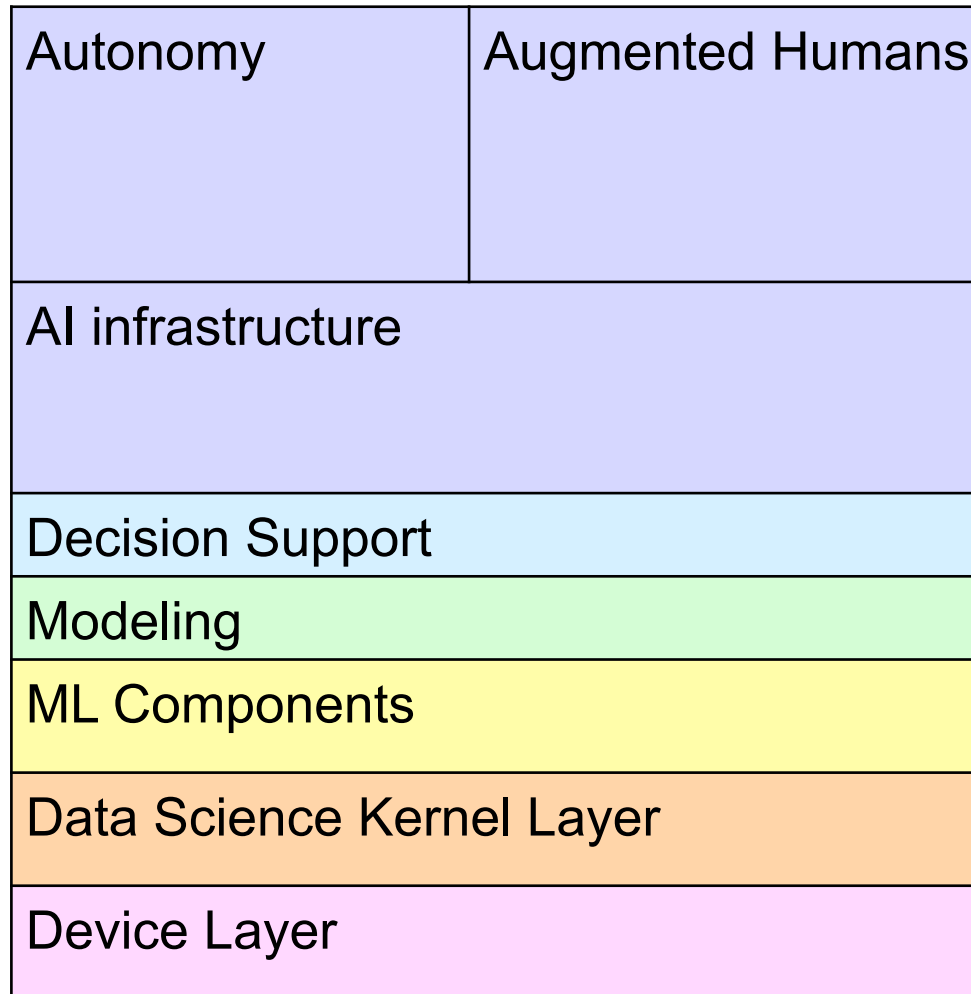 Autonomy
Augmented Humans
AI infrastructure
Decision Support
Modeling
ML Components
Data Science Kernel Layer
Device Layer